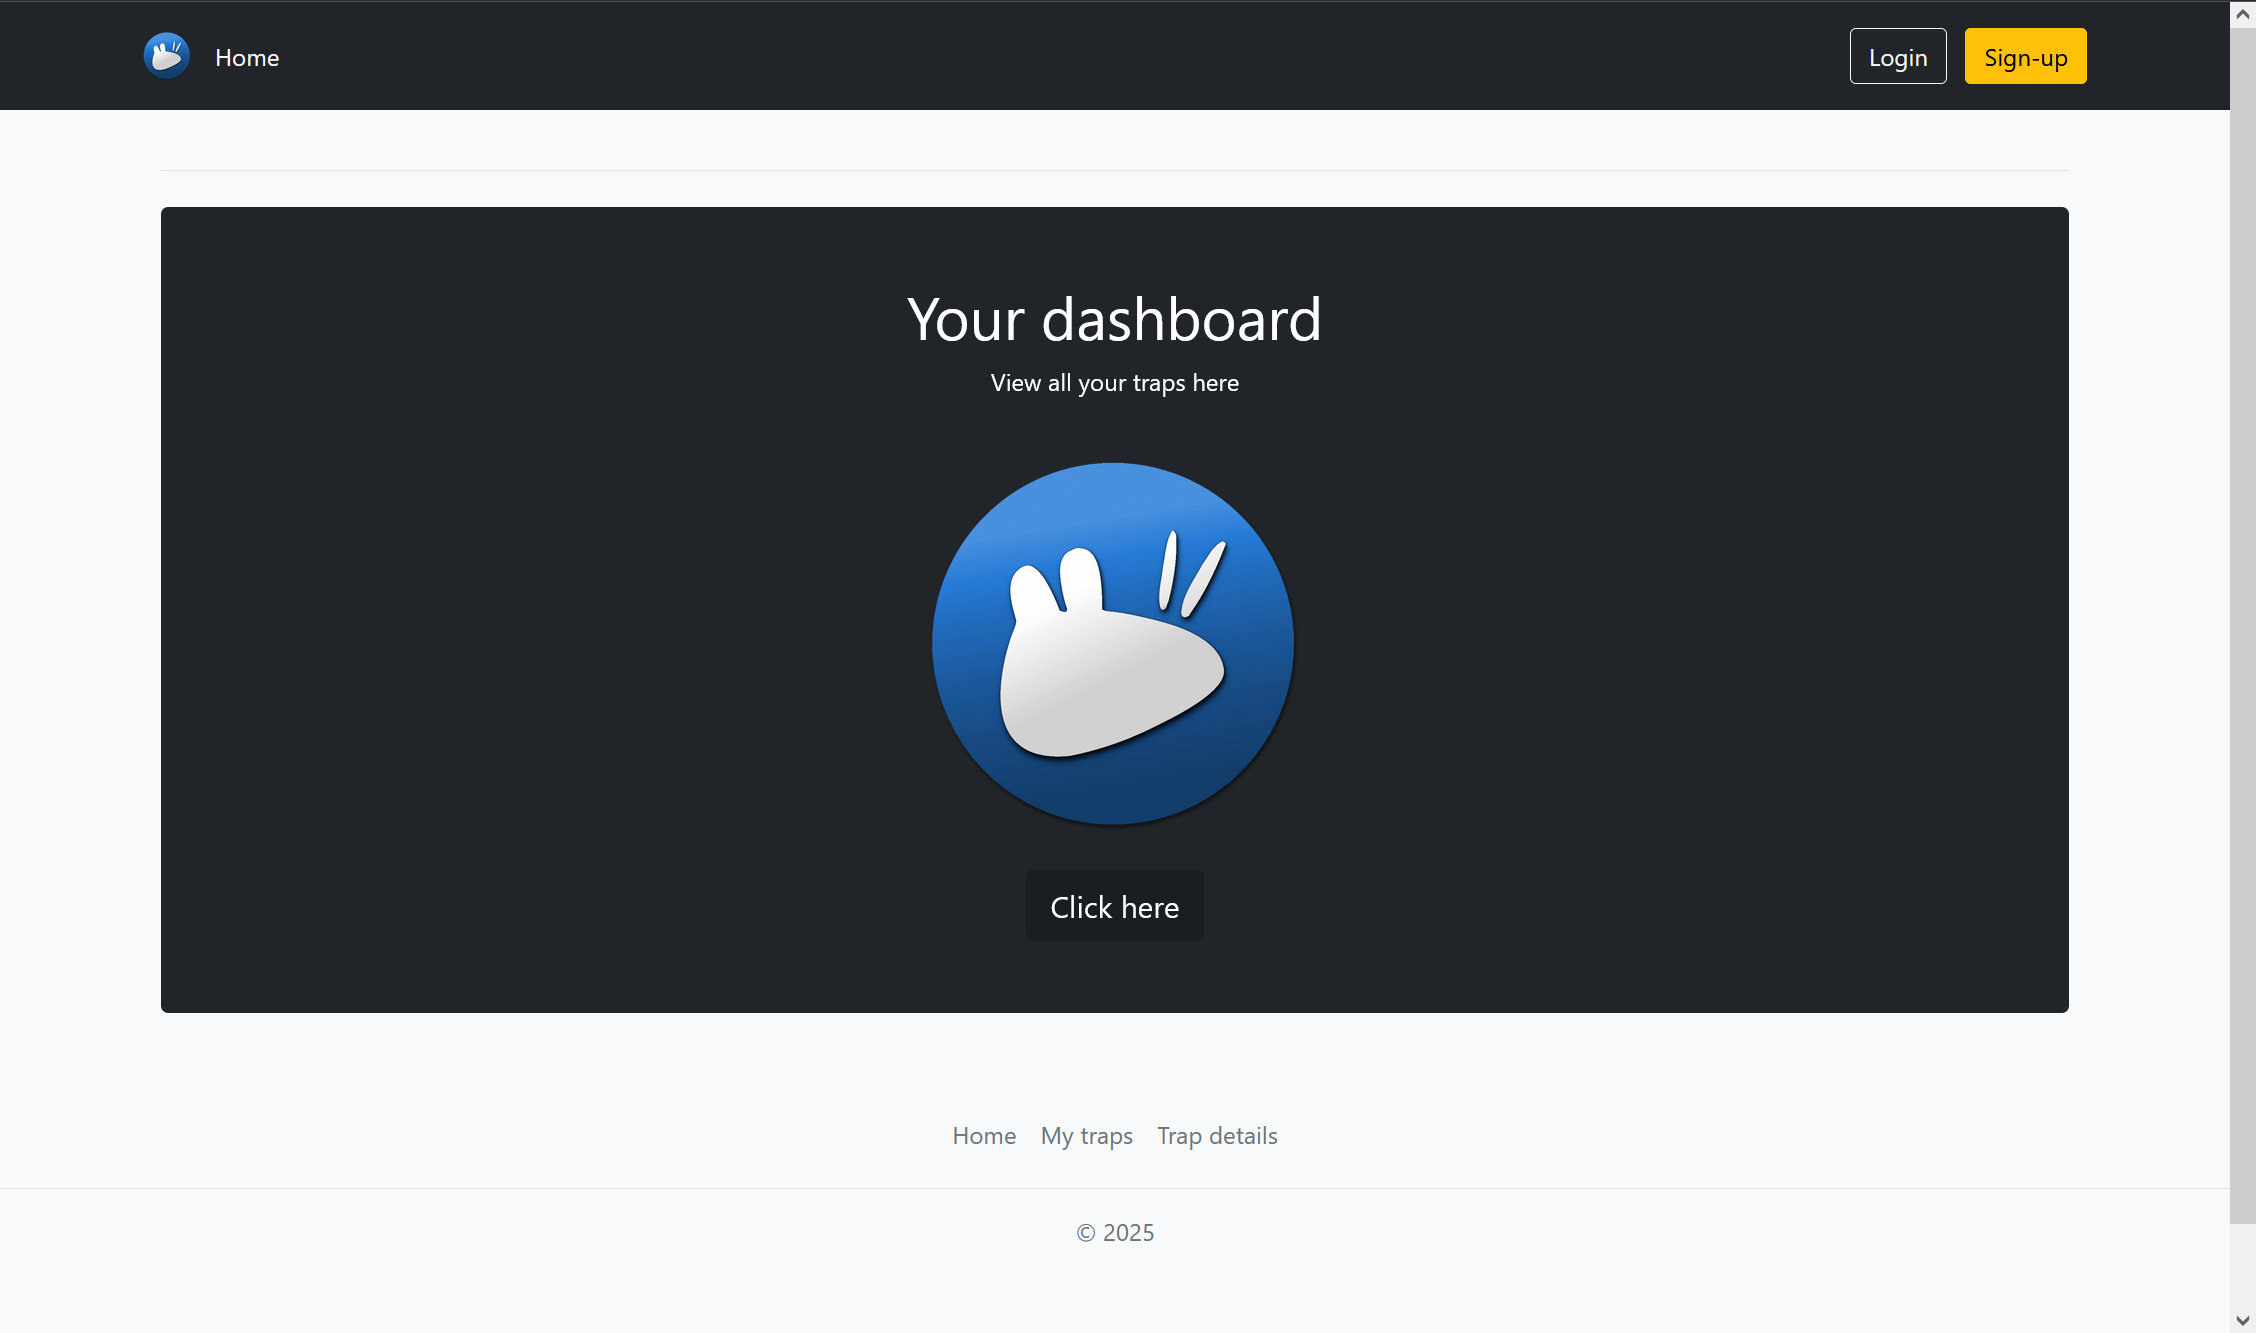 Home Login Sign-up
Your dashboard
View all your traps here
Click here
Home My traps Trap details
© 2025